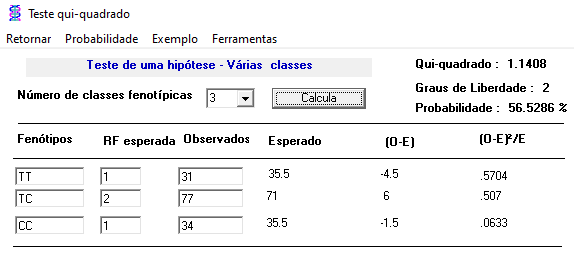 Teste qui-quadrado
Retornar Probabilidade Exemplo Ferramentas
Teste de uma hipótese - Várias classes
Qui-quadrado : 1.1408
Graus de Liberdade : 2
Probabilidade : 56.5286 %
Número de classes fenotípicas 3 Calcula
Fenótipos RF esperada Observados Esperado (O-E) (O-E)²/E
TT 1 31 35.5 -4.5 .5704
TC 2 77 71 6 .507
CC 1 34 35.5 -1.5 .0633